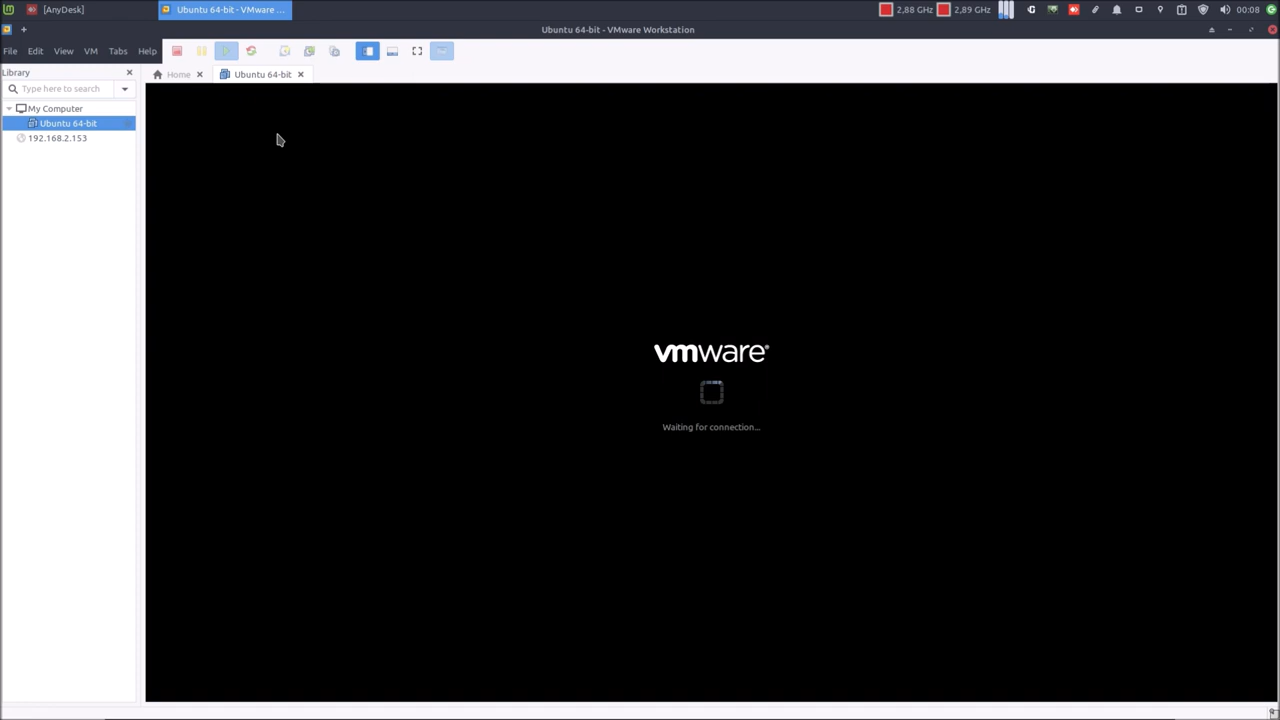 [AnyDesk]
Ubuntu 64-bit - VMware ...
2,88 GHz
2,89 GHz
00:08
Ubuntu 64-bit - VMware Workstation
File Edit View VM Tabs Help
Library
Home
Ubuntu 64-bit
Type here to search
My Computer
Ubuntu 64-bit
192.168.2.153
vmware®
Waiting for connection...